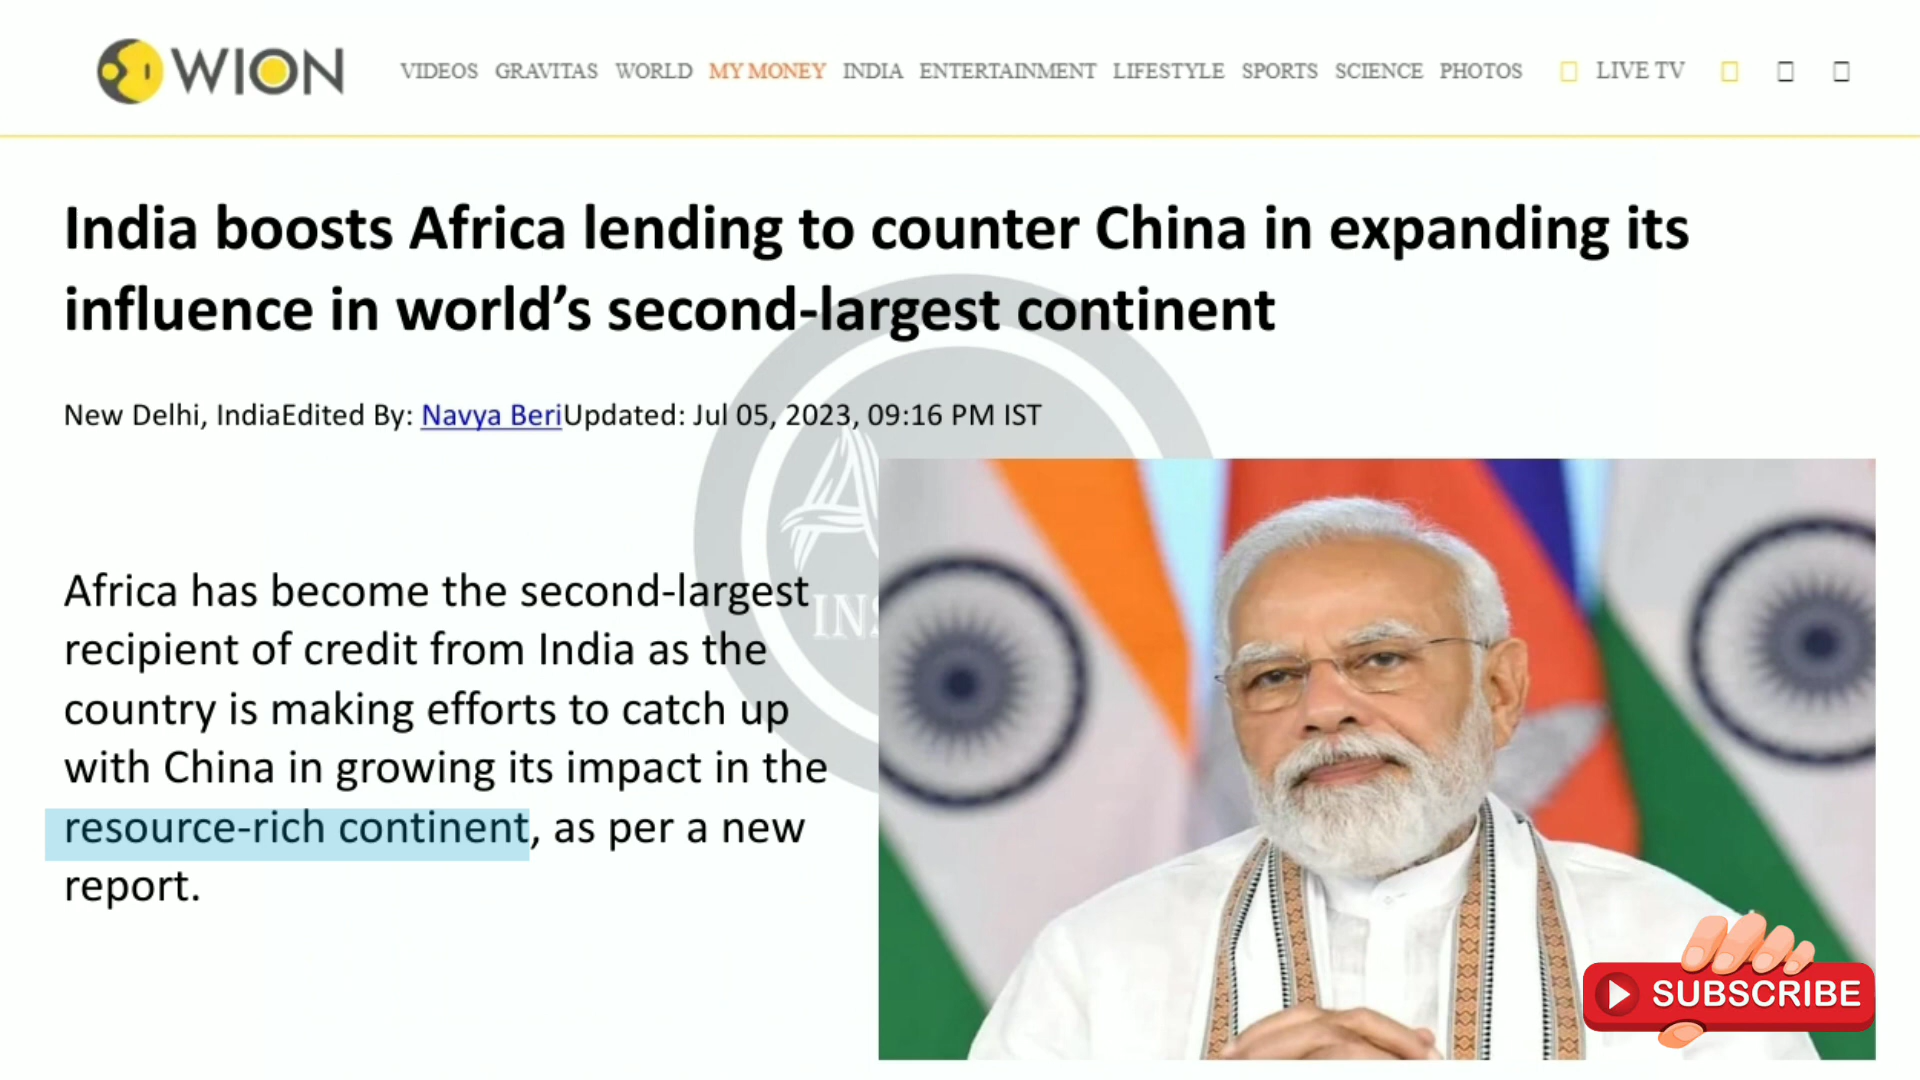 WION
VIDEOS GRAVITAS WORLD MY MONEY INDIA ENTERTAINMENT LIFESTYLE SPORTS SCIENCE PHOTOS LIVE TV
India boosts Africa lending to counter China in expanding its
influence in world’s second-largest continent
New Delhi, IndiaEdited By: Navya BeriUpdated: Jul 05, 2023, 09:16 PM IST
Africa has become the second-largest
recipient of credit from India as the
country is making efforts to catch up
with China in growing its impact in the
resource-rich continent, as per a new
report.
SUBSCRIBE